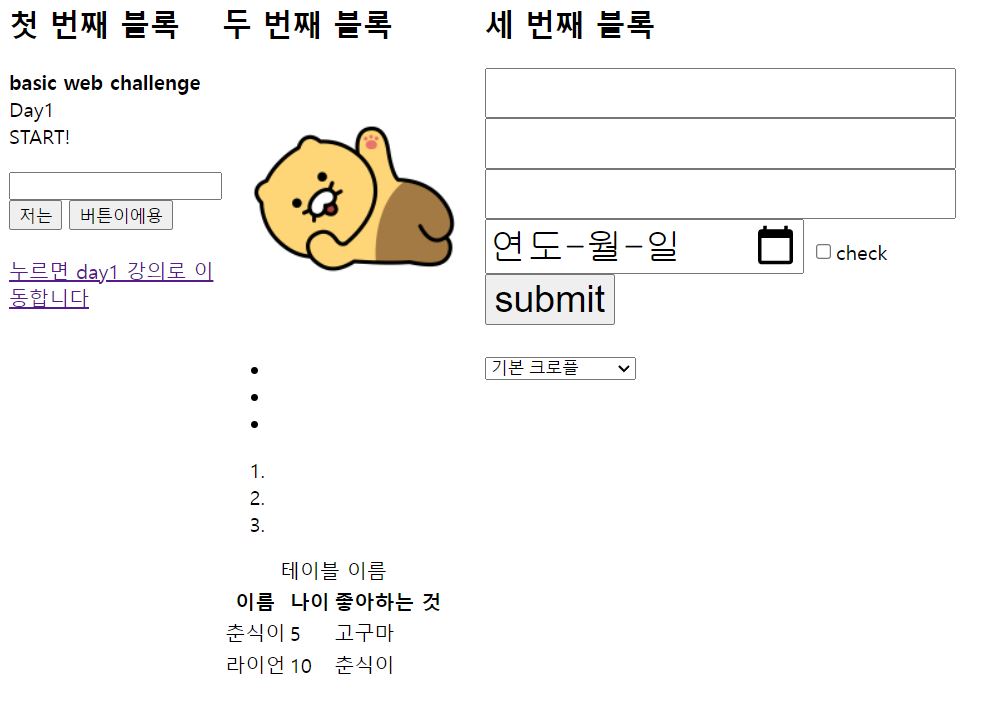 첫 번째 블록
basic web challenge
Day1
START!
저는 버튼이에용
누르면 day1 강의로 이
동합니다
두 번째 블록
1.
2.
3.
테이블 이름
이름 나이 좋아하는 것
춘식이 5 고구마
라이언 10 춘식이
세 번째 블록
연도-월-일 check
submit
기본 크로플